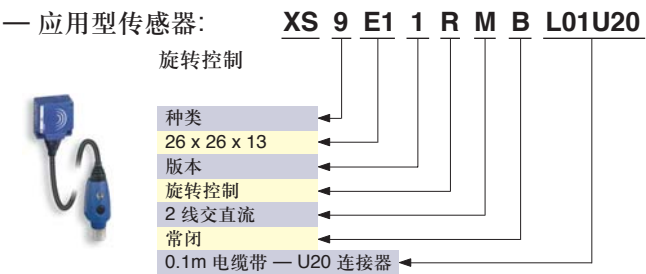 — 应用型传感器: XS 9 E1 1 R M B L01U20
旋转控制
种类
26 x 26 x 13
版本
旋转控制
2 线交直流
常闭
0.1m 电缆带 — U20 连接器